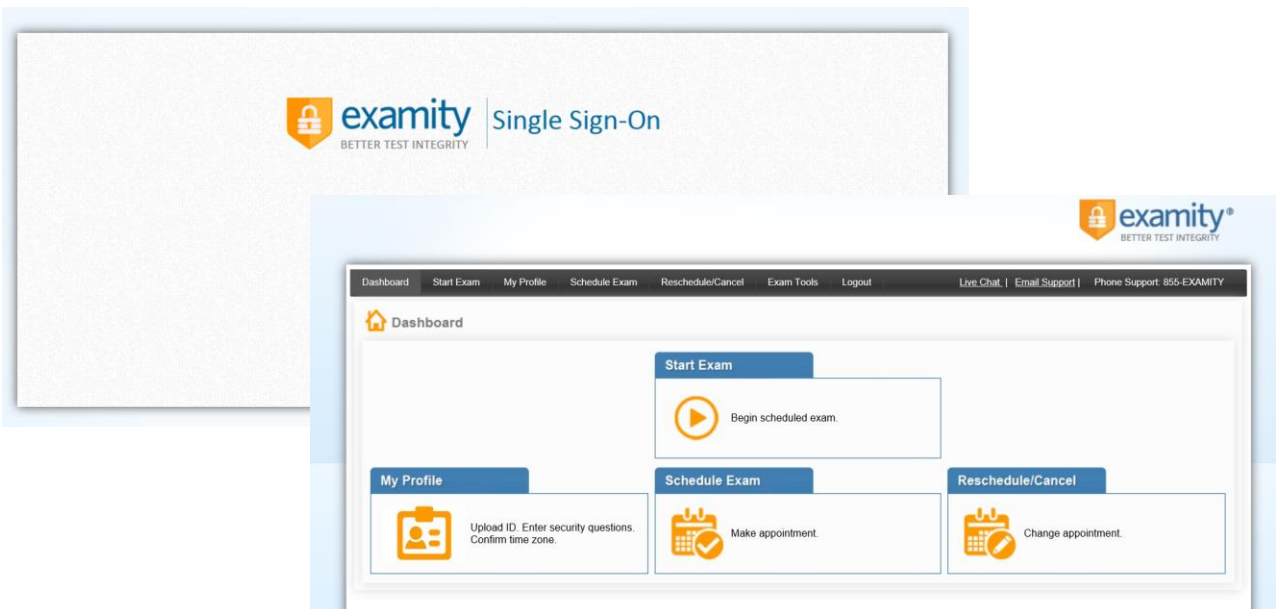 examity
BETTER TEST INTEGRITY
Single Sign-On
examity®
BETTER TEST INTEGRITY
Dashboard Start Exam My Profile Schedule Exam Reschedule/Cancel Exam Tools Logout Live Chat | Email Support | Phone Support: 855-EXAMITY
Dashboard
Start Exam
Begin scheduled exam.
My Profile
Upload ID. Enter security questions.
Confirm time zone.
Schedule Exam
Make appointment.
Reschedule/Cancel
Change appointment.